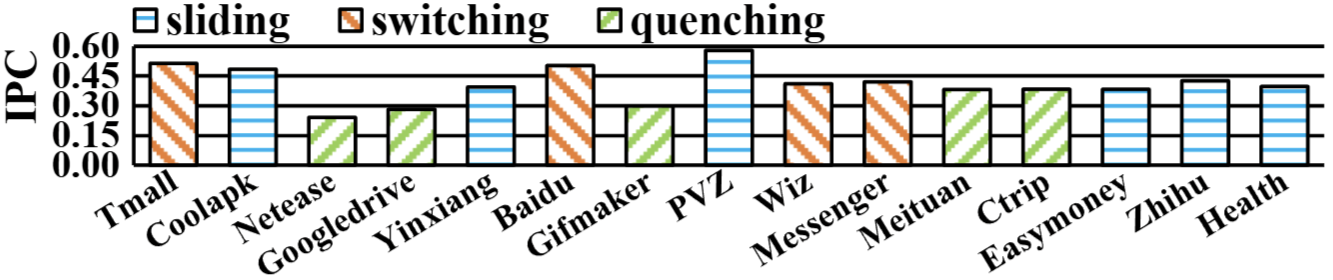 sliding switching quenching
IPC
0.60
0.45
0.30
0.15
0.00
Tmall Coolapk Netease Googledrive Yinxiang Baidu Gifmaker PVZ Wiz Messenger Meituan Ctrip Easymoney Zhihu Health